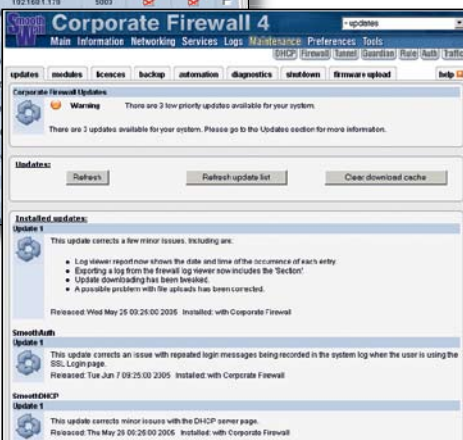 192.168.1.178 5003
Smooth Wall
Corporate Firewall 4
- updates
Main Information Networking Services Logs Maintenance Preferences Tools
DHCP Firewall Tunnel Guardian Rule Auth Traffic
updates modules licences backup automation diagnostics shutdown firmware upload help
Corporate Firewall Updates
Warning There are 3 low priority updates available for your system.
There are 3 updates available for your system. Please go to the Updates section for more information.
Updates:
Refresh Refresh update list Clear download cache
Installed updates:
Update 1
This update corrects a few minor issues. Including are:
Log viewer report now shows the date and time of the occurrence of each entry.
Exporting a log from the firewall log viewer now includes the 'Section'.
Update downloading has been tweaked.
A possible problem with file uploads has been corrected.
Released: Wed May 25 09:25:00 2005 Installed: with Corporate Firewall
SmoothAuth
Update 1
This update corrects an issue with repeated login messages being recorded in the system log when the user is using the
SSL Login page.
Released: Tue Jun 7 09:25:00 2005 Installed: with Corporate Firewall
SmoothDHCP
Update 1
This update corrects minor issues with the DHCP server page.
Released: Thu May 26 06:26:00 2005 Installed: with Corporate Firewall